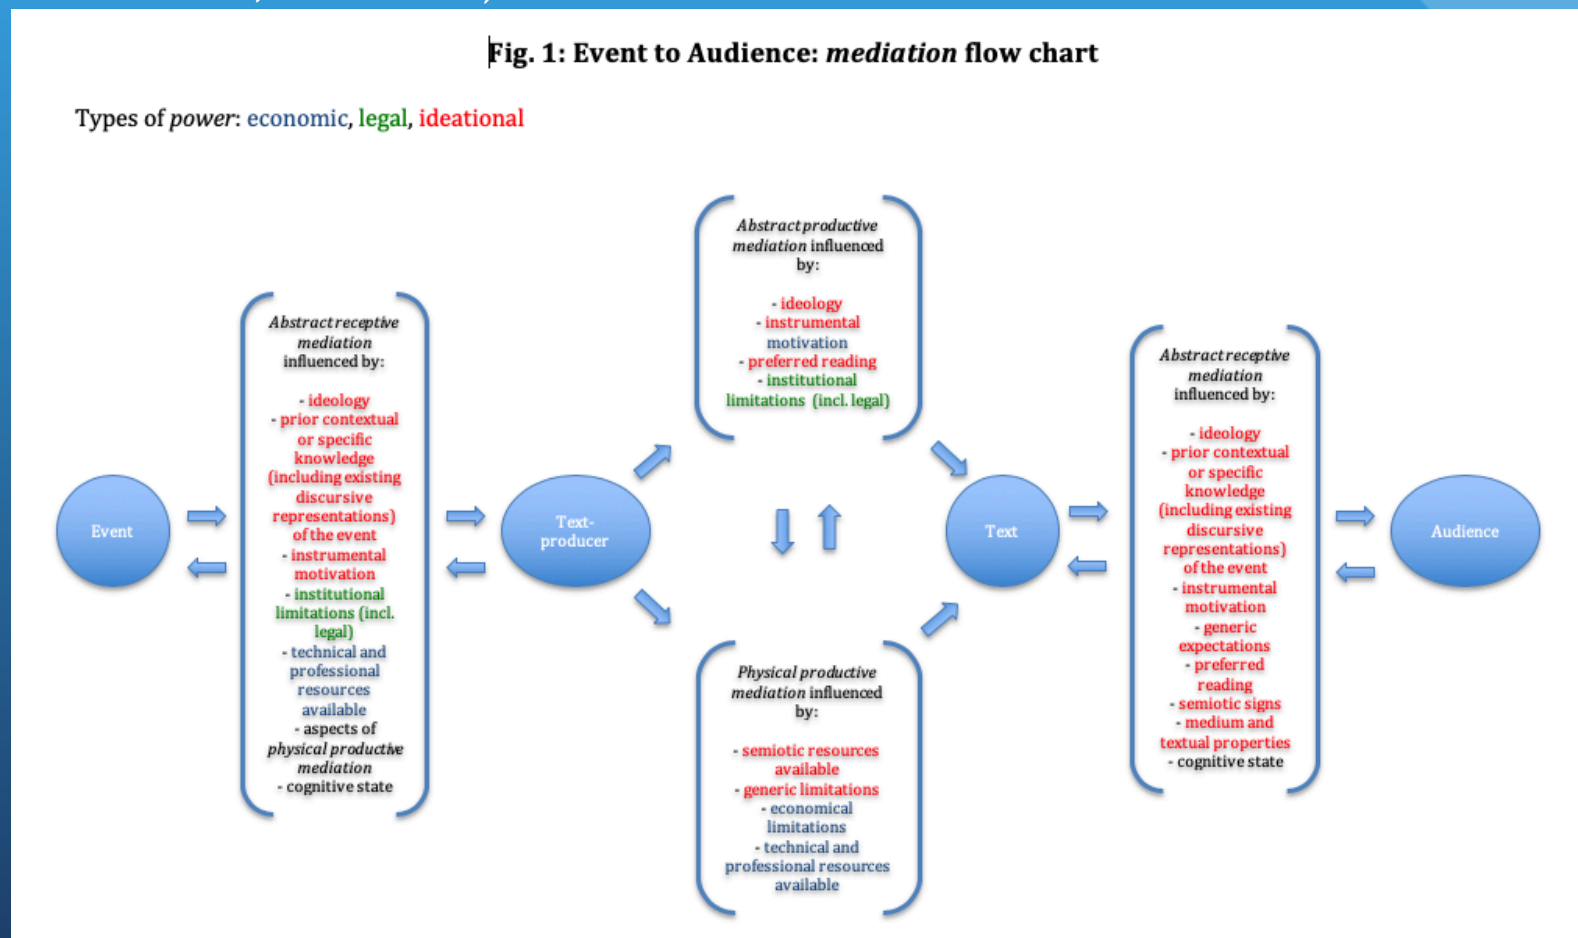 Fig. 1: Event to Audience: mediation flow chart
Types of power: economic, legal, ideational
Event
Abstract receptive
mediation
influenced by:
- ideology
- prior contextual
or specific
knowledge
(including existing
discursive
representations)
of the event
- instrumental
motivation
- institutional
limitations (incl.
legal)
- technical and
professional
resources
available
- aspects of
physical productive
mediation
- cognitive state
Text-
producer
Abstract productive
mediation influenced
by:
- ideology
- instrumental
motivation
- preferred reading
- institutional
limitations (incl. legal)
Physical productive
mediation influenced
by:
- semiotic resources
available
- generic limitations
- economical
limitations
- technical and
professional resources
available
Text
Abstract receptive
mediation
influenced by:
- ideology
- prior contextual
or specific
knowledge
(including existing
discursive
representations)
of the event
- instrumental
motivation
- generic
expectations
- preferred
reading
- semiotic signs
- medium and
textual properties
- cognitive state
Audience